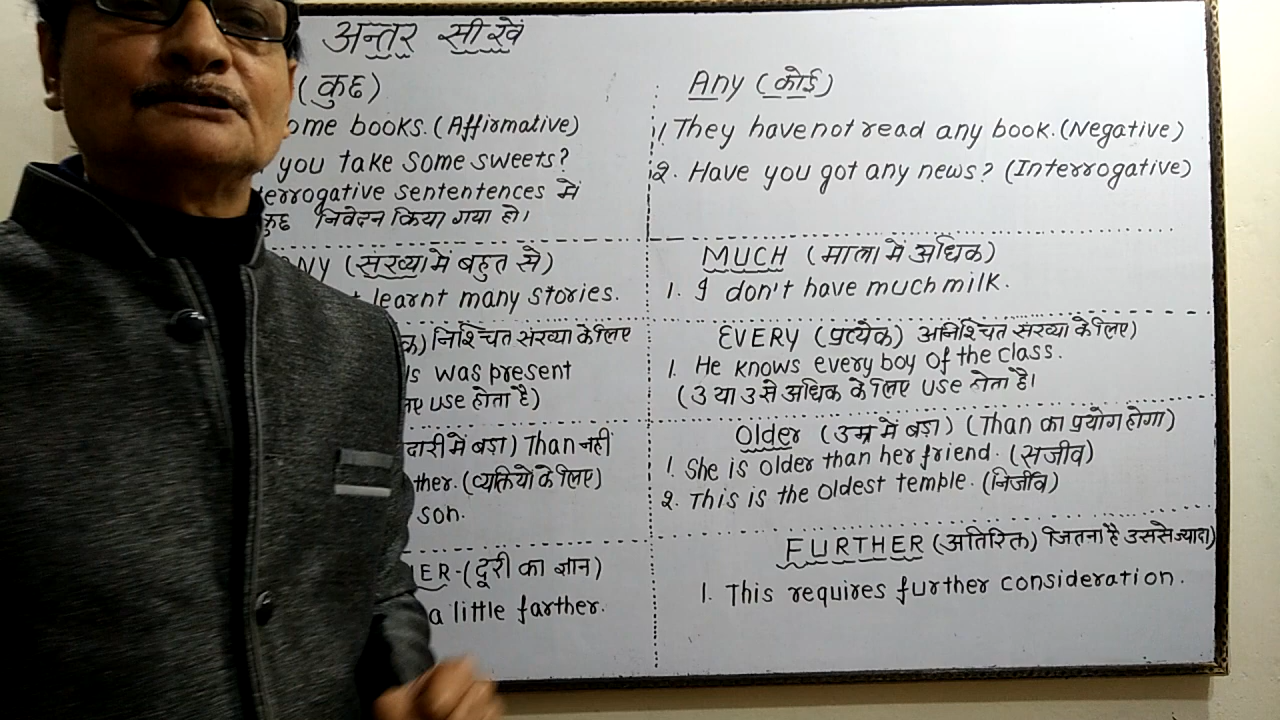 अन्तर सीखें
(कुछ)
ome books. (Affirmative)
you take some sweets?
terrogative sententences में
कुछ निवेदन किया गया हो।
Any (कोई)
1. They have not read any book. (Negative)
2. Have you got any news? (Interrogative)
ANY (संख्या में बहुत से)
learnt many stories.
MUCH (मात्रा में अधिक)
1. I don't have much milk.
क) निश्चित संख्या के लिए
ls was present
लिए use होता है)
EVERY (प्रत्येक) अनिश्चित संख्या के लिए)
1. He knows every boy of the class.
(3 या 3 से अधिक के लिए use होता है।
दारी में बड़ा) Than नहीं
ther. (व्यक्तियों के लिए)
son.
Older (उम्र में बड़ा) (Than का प्रयोग होगा)
1. She is older than her friend. (सजीव)
2. This is the oldest temple. (निर्जीव)
ER-(दूरी का ज्ञान)
a little farther.
FURTHER (अतिरिक्त) जितना है उससे ज्यादा)
1. This requires further consideration.